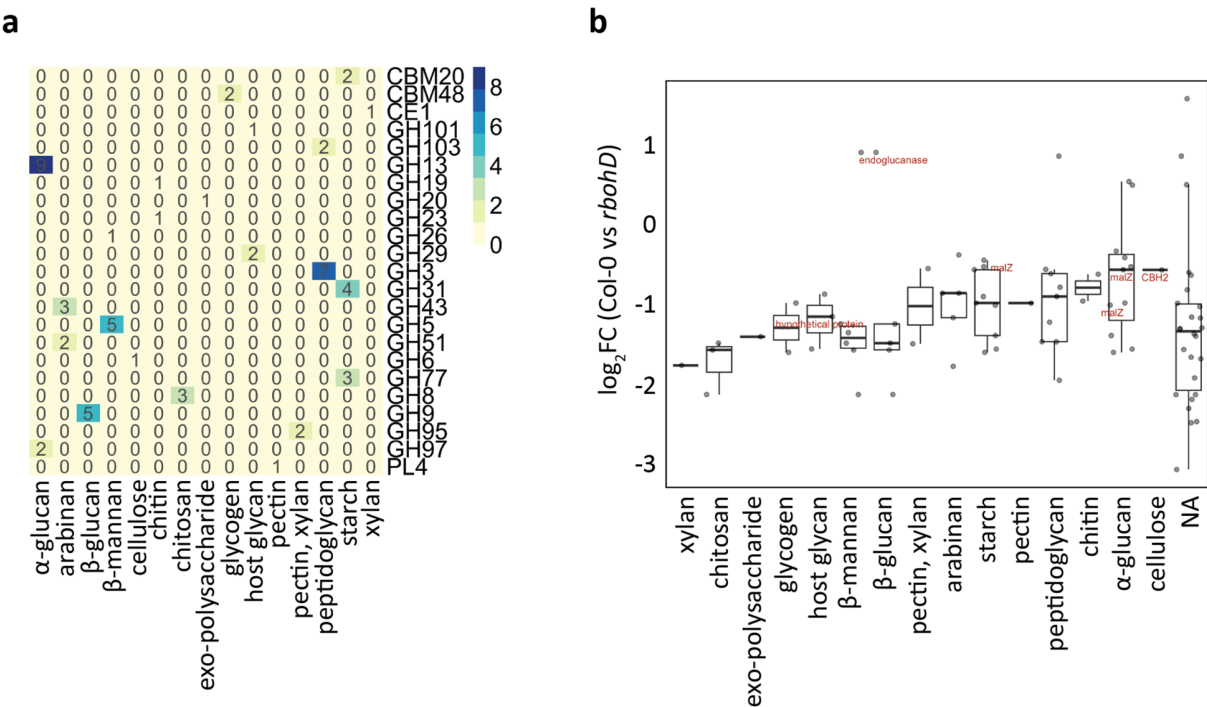 a
0 0 0 0 0 0 0 0 0 0 0 0 0 2 0 CBM20
0 0 0 0 0 0 0 0 2 0 0 0 0 0 0 CBM48
0 0 0 0 0 0 0 0 0 0 0 0 0 0 1 CE1
0 0 0 0 0 0 0 0 0 1 0 0 0 0 0 GH101
0 0 0 0 0 0 0 0 0 0 0 0 2 0 0 GH103
9 0 0 0 0 0 0 0 0 0 0 0 0 0 0 GH13
0 0 0 0 0 1 0 0 0 0 0 0 0 0 0 GH19
0 0 0 0 0 0 0 1 0 0 0 0 0 0 0 GH20
0 0 0 0 0 1 0 0 0 0 0 0 0 0 0 GH23
0 0 0 1 0 0 0 0 0 0 0 0 0 0 0 GH26
0 0 0 0 0 0 0 0 0 2 0 0 0 0 0 GH29
0 0 0 0 0 0 0 0 0 0 0 0 7 0 0 GH3
0 0 0 0 0 0 0 0 0 0 0 0 0 4 0 GH31
0 3 0 0 0 0 0 0 0 0 0 0 0 0 0 GH43
0 0 0 5 0 0 0 0 0 0 0 0 0 0 0 GH5
0 2 0 0 0 0 0 0 0 0 0 0 0 0 0 GH51
0 0 0 0 1 0 0 0 0 0 0 0 0 0 0 GH6
0 0 0 0 0 0 0 0 0 0 0 0 0 3 0 GH77
0 0 0 0 0 0 3 0 0 0 0 0 0 0 0 GH8
0 0 5 0 0 0 0 0 0 0 0 0 0 0 0 GH9
0 0 0 0 0 0 0 0 0 0 0 2 0 0 0 GH95
2 0 0 0 0 0 0 0 0 0 0 0 0 0 0 GH97
0 0 0 0 0 0 0 0 0 0 1 0 0 0 0 PL4
α-glucan
arabinan
β-glucan
β-mannan
cellulose
chitin
chitosan
exo-polysaccharide
glycogen
host glycan
pectin
pectin, xylan
peptidoglycan
starch
xylan
8
6
4
2
0
b
log2FC (Col-0 vs rbohD)
1
0
-1
-2
-3
endoglucanase
malZ
malZ
CBH2
malZ
hypothetical protein
xylan
chitosan
exo-polysaccharide
glycogen
host glycan
β-mannan
β-glucan
pectin, xylan
arabinan
starch
pectin
peptidoglycan
chitin
α-glucan
cellulose
NA